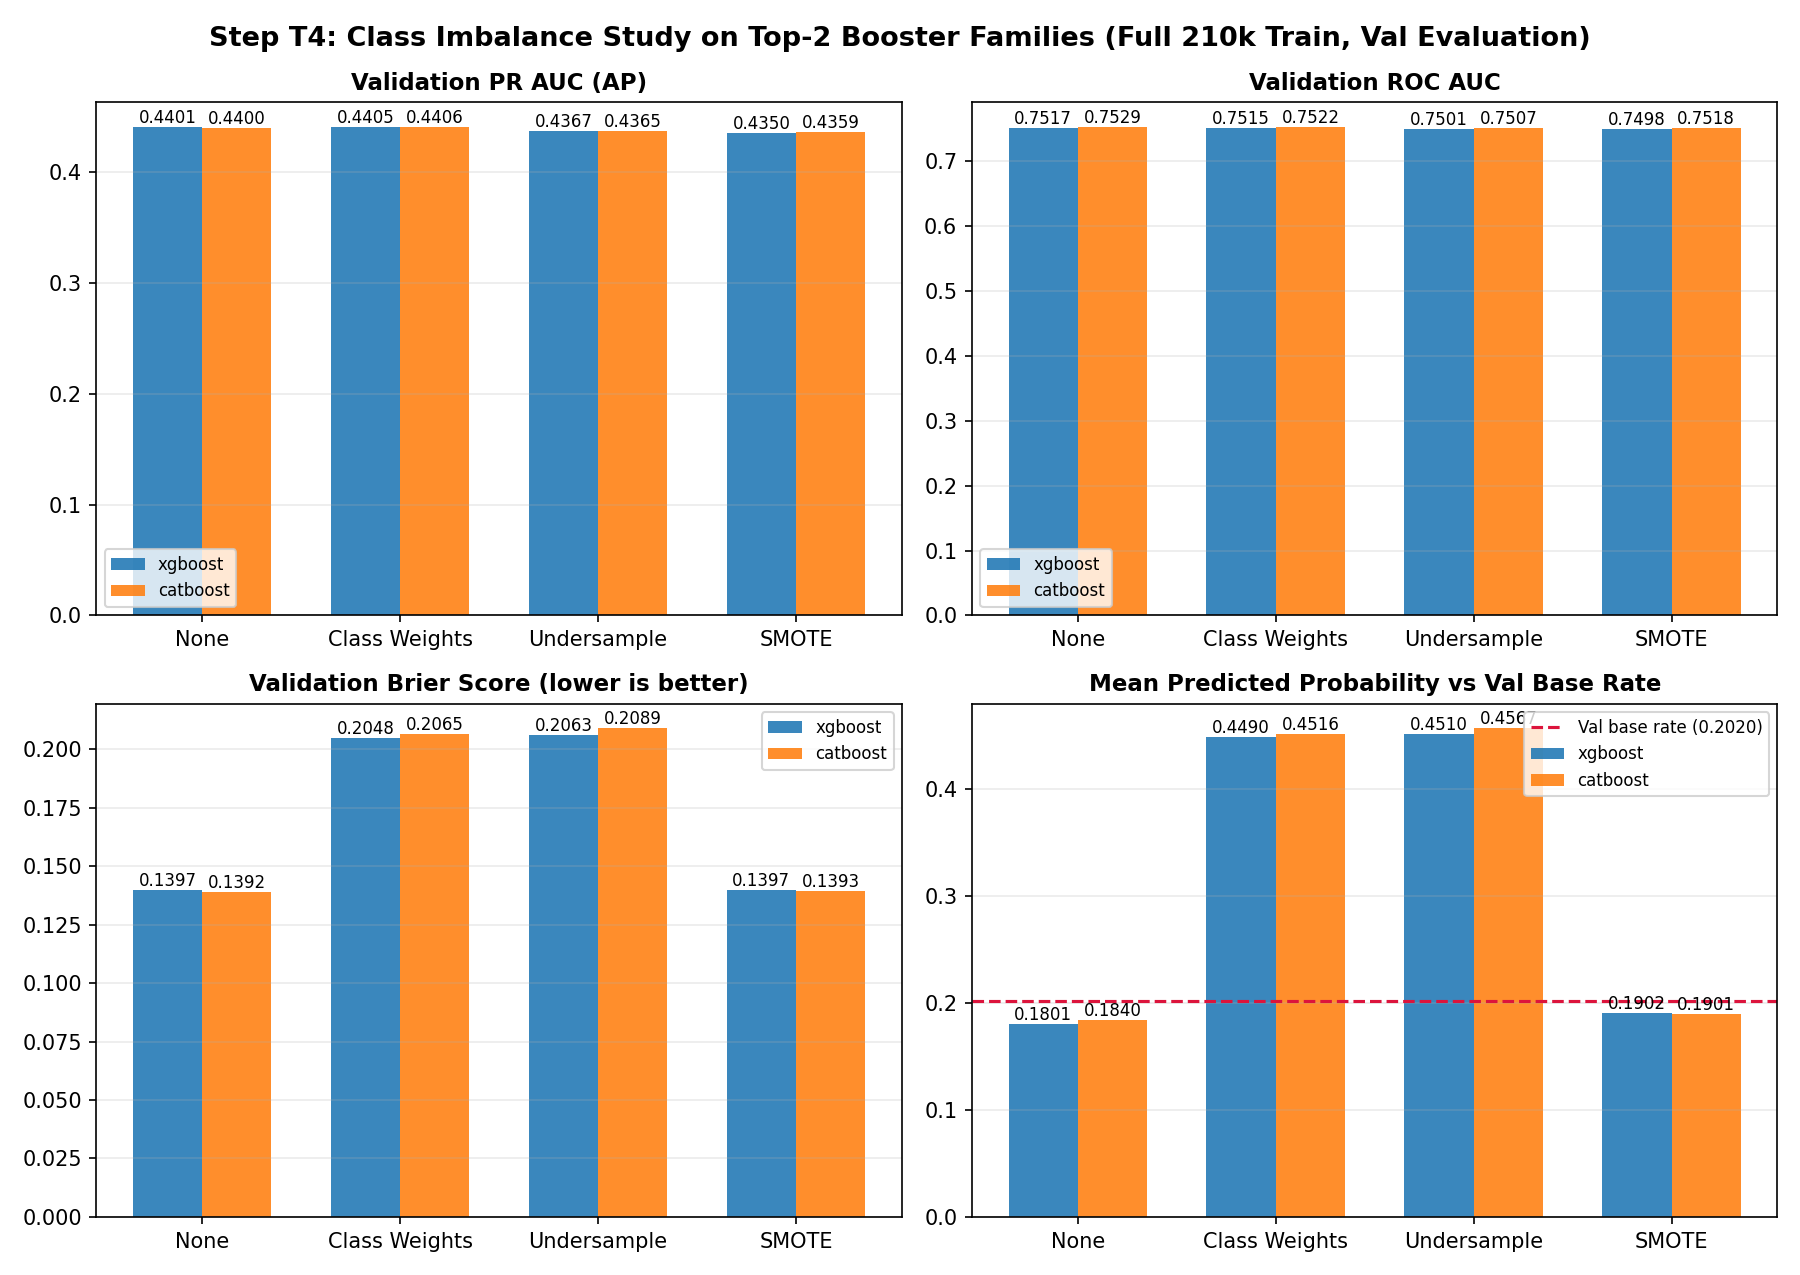 Step T4: Class Imbalance Study on Top-2 Booster Families (Full 210k Train, Val Evaluation)
Validation PR AUC (AP)
0.4401 0.4400 0.4405 0.4406 0.4367 0.4365 0.4350 0.4359
0.4
0.3
0.2
0.1
0.0
xgboost
catboost
None Class Weights Undersample SMOTE
Validation ROC AUC
0.7517 0.7529 0.7515 0.7522 0.7501 0.7507 0.7498 0.7518
0.7
0.6
0.5
0.4
0.3
0.2
0.1
0.0
xgboost
catboost
None Class Weights Undersample SMOTE
Validation Brier Score (lower is better)
0.2048 0.2065 0.2063 0.2089
0.1397 0.1392 0.1397 0.1393
xgboost
catboost
0.200
0.175
0.150
0.125
0.100
0.075
0.050
0.025
0.000
None Class Weights Undersample SMOTE
Mean Predicted Probability vs Val Base Rate
0.4490 0.4516 0.4510 0.4567
0.1801 0.1840 0.1902 0.1901
Val base rate (0.2020)
xgboost
catboost
0.4
0.3
0.2
0.1
0.0
None Class Weights Undersample SMOTE